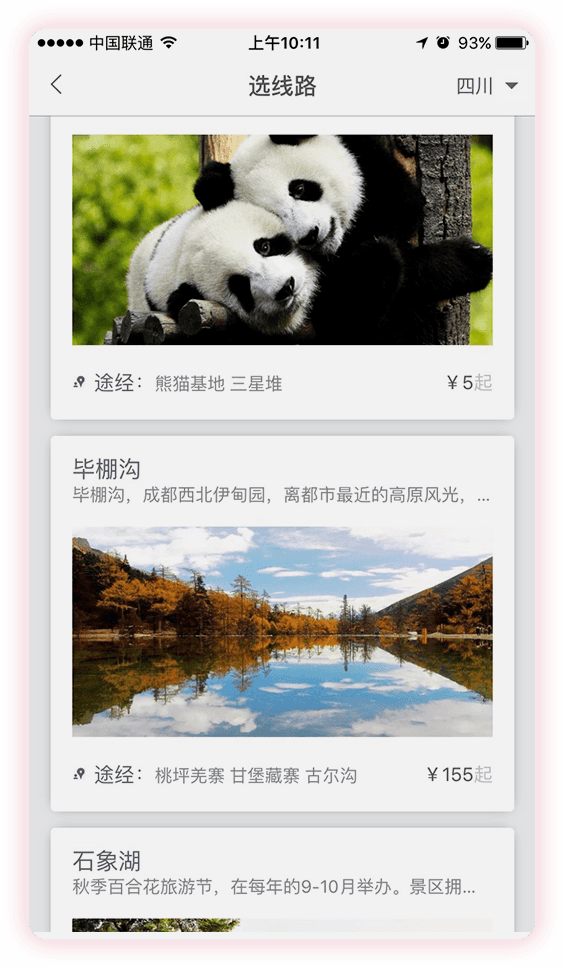 中国联通
上午10:11
93%
选线路
四川
途经：熊猫基地 三星堆
￥5起
毕棚沟
毕棚沟，成都西北伊甸园，离都市最近的高原风光，...
途经：桃坪羌寨 甘堡藏寨 古尔沟
￥155起
石象湖
秋季百合花旅游节，在每年的9-10月举办。景区拥...